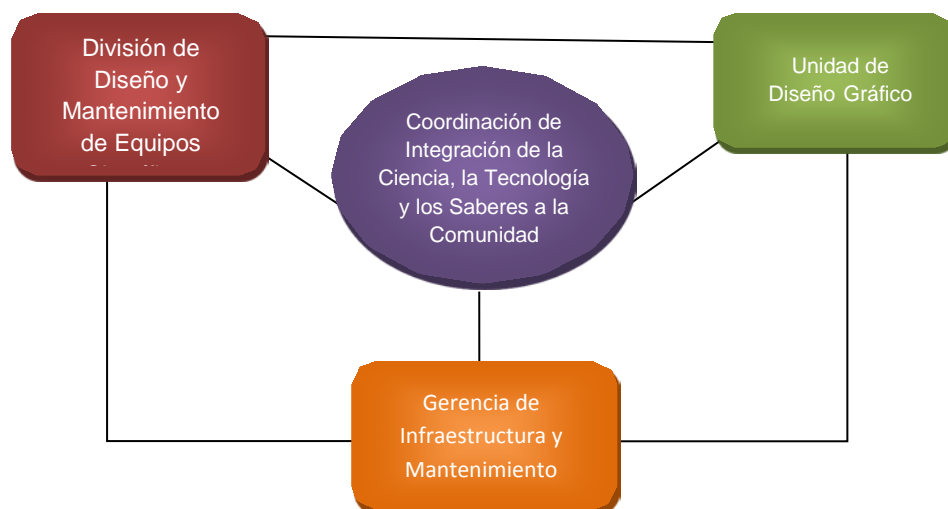 División de
Diseño y
Mantenimiento
de Equipos
Unidad de
Diseño Gráfico
Coordinación de
Integración de la
Ciencia, la Tecnología
y los Saberes a la
Comunidad
Gerencia de
Infraestructura y
Mantenimiento